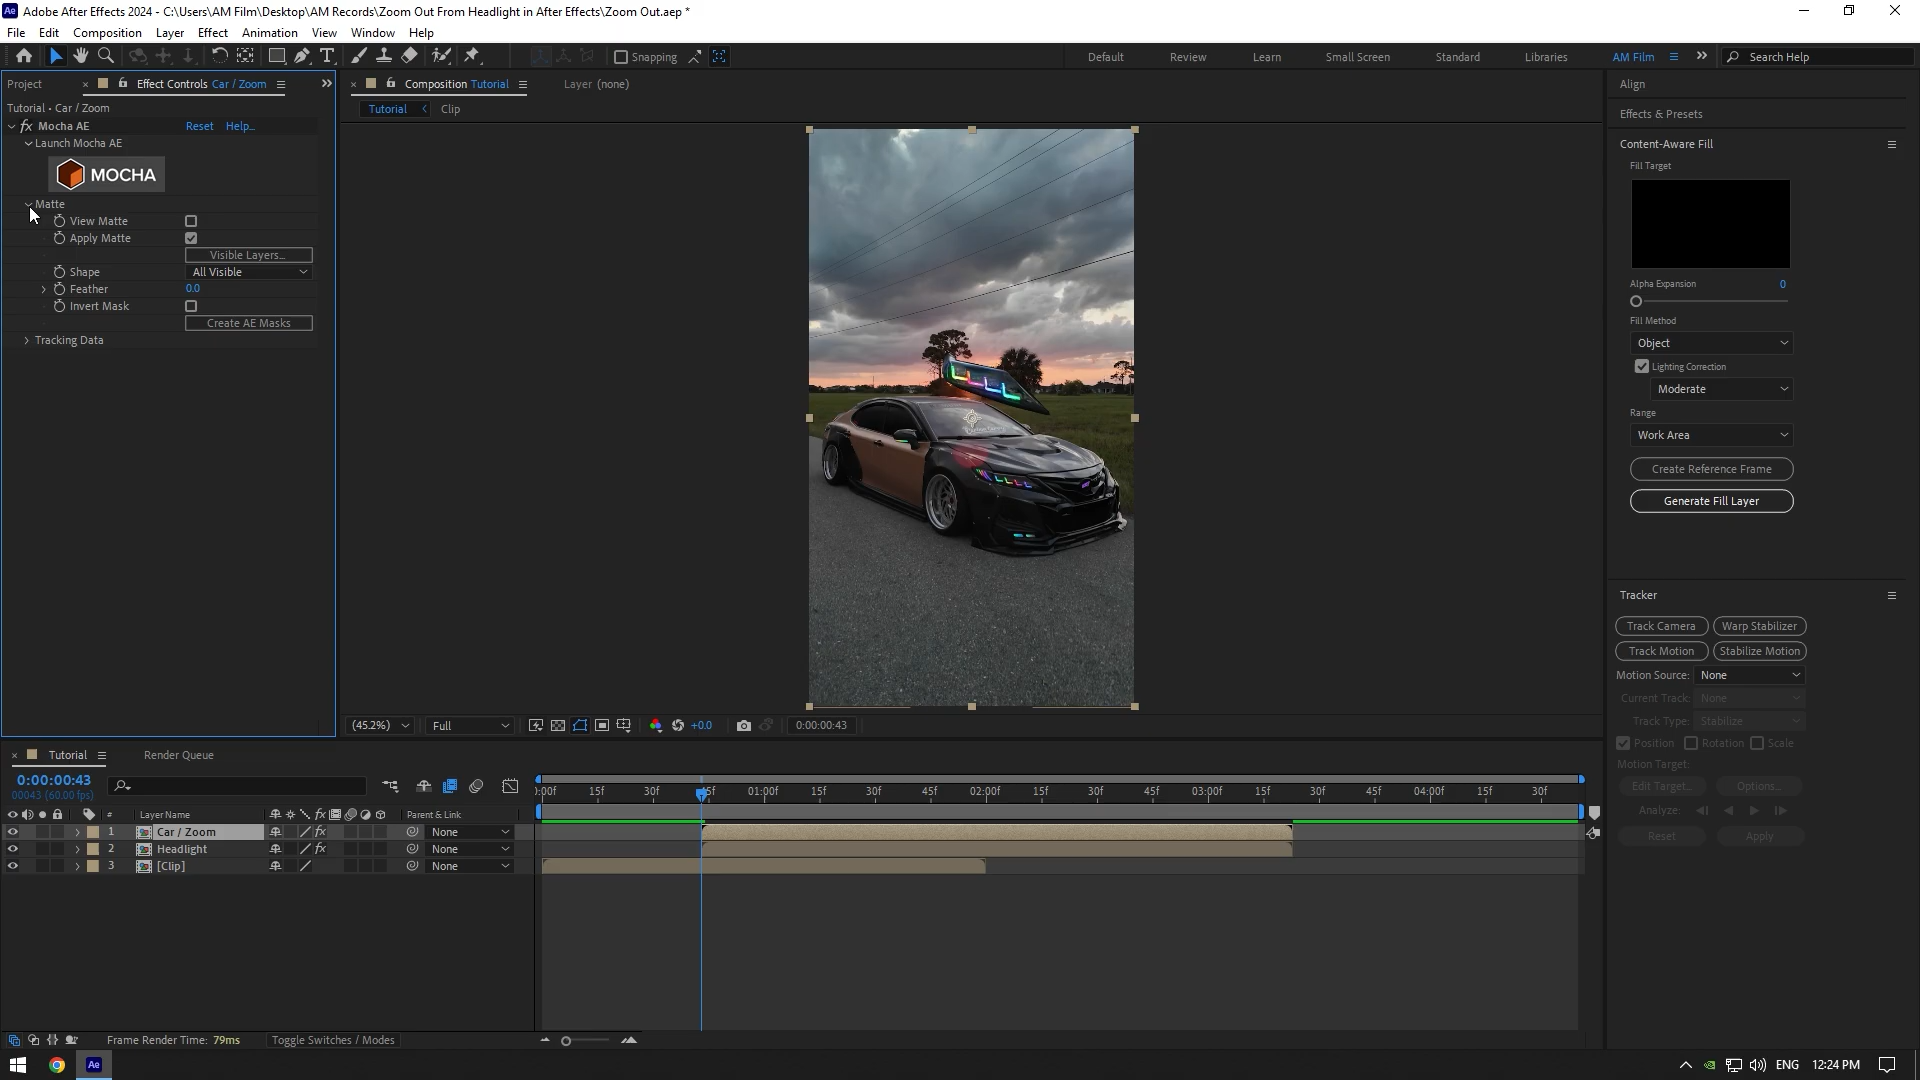 Adobe After Effects 2024 - C:\Users\AM Film\Desktop\AM Records\Zoom Out From Headlight in After Effects\Zoom Out.aep *
File Edit Composition Layer Effect Animation View Window Help
Snapping
Default Review Learn Small Screen Standard Libraries AM Film Search Help
Project Effect Controls Car / Zoom
Composition Tutorial Layer (none)
Align
Tutorial • Car / Zoom
Tutorial Clip
Effects & Presets
fx Mocha AE Reset Help...
Launch Mocha AE
MOCHA
Matte
View Matte
Apply Matte
Visible Layers...
Shape All Visible
Feather 0.0
Invert Mask
Create AE Masks
Tracking Data
Content-Aware Fill
Fill Target
Alpha Expansion 0
Fill Method
Object
Lighting Correction
Moderate
Range
Work Area
Create Reference Frame
Generate Fill Layer
Tracker
Track Camera Warp Stabilizer
Track Motion Stabilize Motion
Motion Source: None
Current Track: None
Track Type: Stabilize
Position Rotation Scale
Motion Target:
Edit Target... Options...
Analyze:
Reset Apply
(45.2%) Full +0.0 0:00:00:43
Tutorial Render Queue
0:00:00:43
00043 (60.00 fps)
:00f 15f 30f 45f 01:00f 15f 30f 45f 02:00f 15f 30f 45f 03:00f 15f 30f 45f 04:00f 15f 30f
# Layer Name fx Parent & Link
1 Car / Zoom fx None
2 Headlight fx None
3 [Clip] None
Frame Render Time: 79ms Toggle Switches / Modes
Ae ENG 12:24 PM